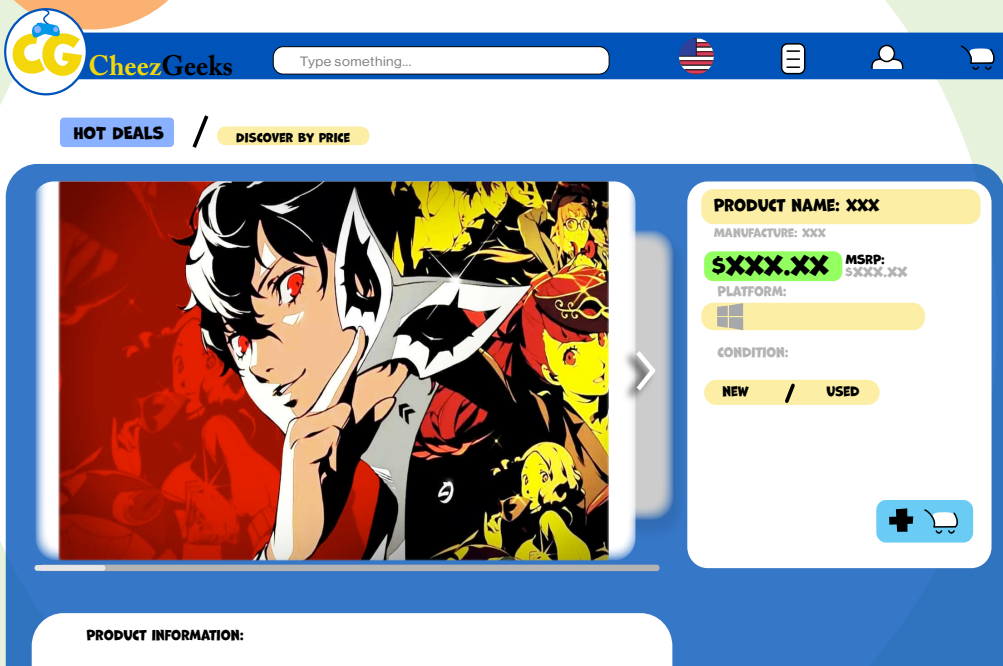 CG
CheezGeeks
Type something...
HOT DEALS / DISCOVER BY PRICE
PRODUCT NAME: XXX
MANUFACTURE: XXX
$XXX.XX MSRP:
$XXX.XX
PLATFORM:
CONDITION:
NEW / USED
PRODUCT INFORMATION: